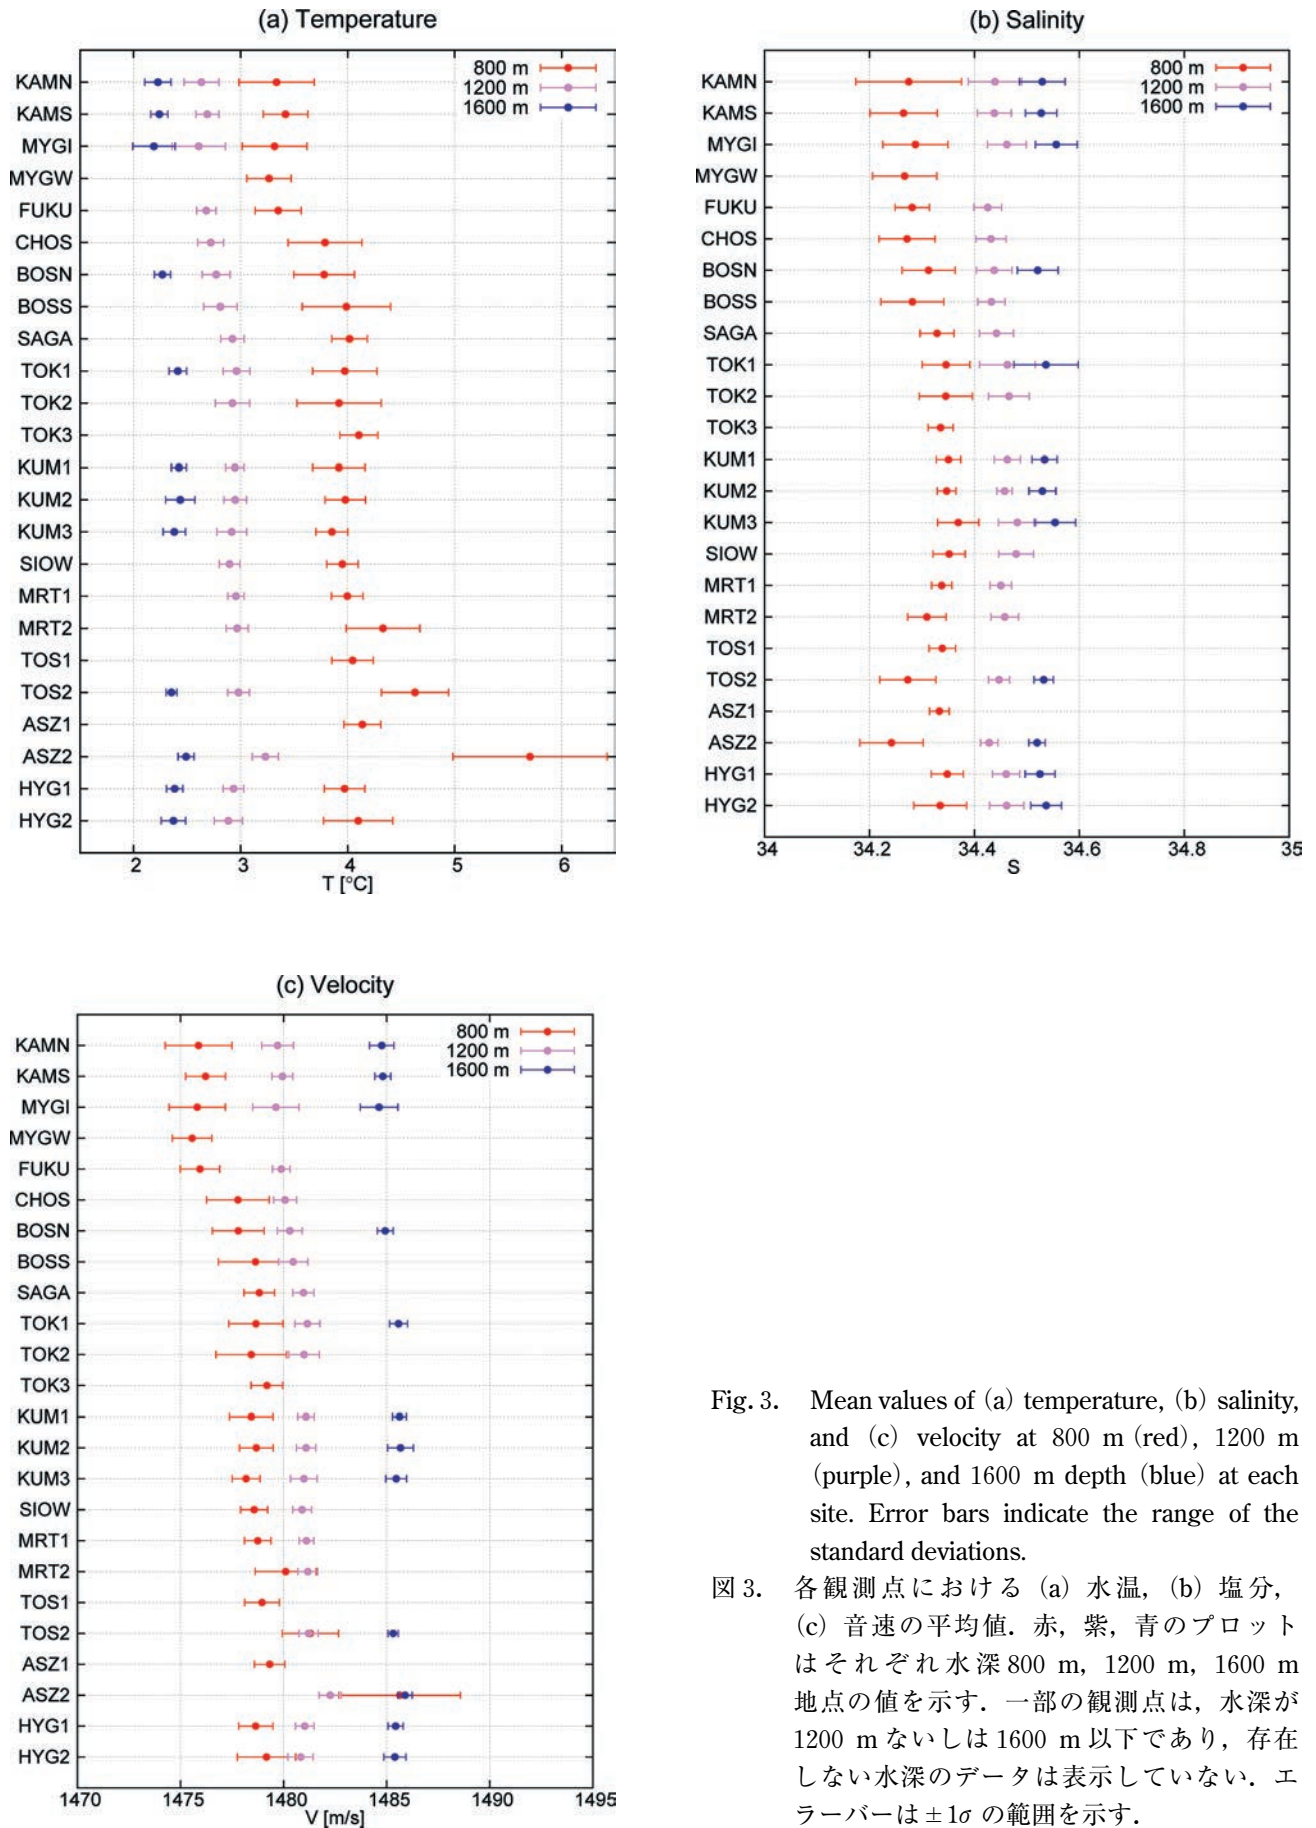 (a) Temperature
800 m
1200 m
1600 m
KAMN
KAMS
MYGI
MYGW
FUKU
CHOS
BOSN
BOSS
SAGA
TOK1
TOK2
TOK3
KUM1
KUM2
KUM3
SIOW
MRT1
MRT2
TOS1
TOS2
ASZ1
ASZ2
HYG1
HYG2
2 3 4 5 6
T [°C]
(b) Salinity
800 m
1200 m
1600 m
KAMN
KAMS
MYGI
MYGW
FUKU
CHOS
BOSN
BOSS
SAGA
TOK1
TOK2
TOK3
KUM1
KUM2
KUM3
SIOW
MRT1
MRT2
TOS1
TOS2
ASZ1
ASZ2
HYG1
HYG2
34 34.2 34.4 34.6 34.8 35
S
(c) Velocity
800 m
1200 m
1600 m
KAMN
KAMS
MYGI
MYGW
FUKU
CHOS
BOSN
BOSS
SAGA
TOK1
TOK2
TOK3
KUM1
KUM2
KUM3
SIOW
MRT1
MRT2
TOS1
TOS2
ASZ1
ASZ2
HYG1
HYG2
1470 1475 1480 1485 1490 1495
V [m/s]
Fig. 3. Mean values of (a) temperature, (b) salinity,
and (c) velocity at 800 m (red), 1200 m
(purple), and 1600 m depth (blue) at each
site. Error bars indicate the range of the
standard deviations.
図 3. 各観測点における (a) 水温, (b) 塩分,
(c) 音速の平均値. 赤, 紫, 青のプロット
はそれぞれ水深 800 m, 1200 m, 1600 m
地点の値を示す. 一部の観測点は, 水深が
1200 m ないしは 1600 m 以下であり, 存在
しない水深のデータは表示していない. エ
ラーバーは ± 1σ の範囲を示す.